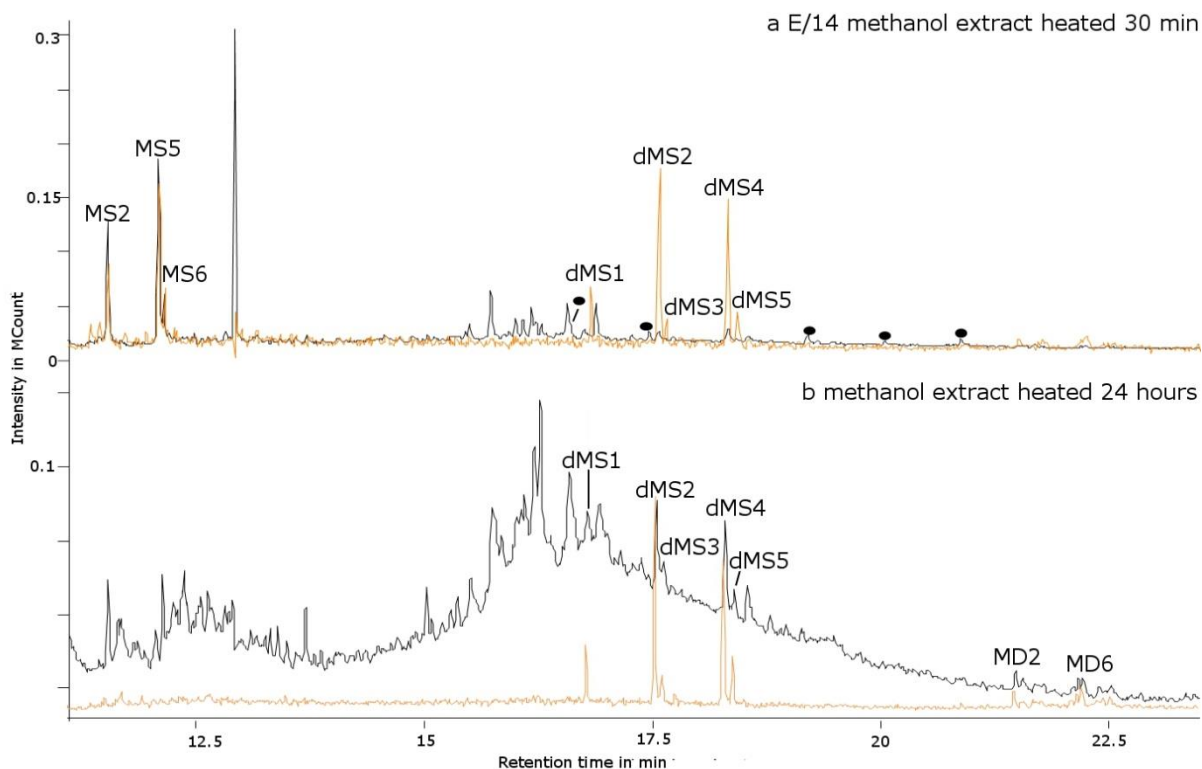 a E/14 methanol extract heated 30 min
0.3
MS5
dMS2
dMS4
0.15
MS2
MS6
dMS1
dMS3
dMS5
0
Intensity in MCount
b methanol extract heated 24 hours
0.1
dMS1
dMS2
dMS4
dMS3
dMS5
MD2
MD6
12.5
15
17.5
20
22.5
Retention time in min